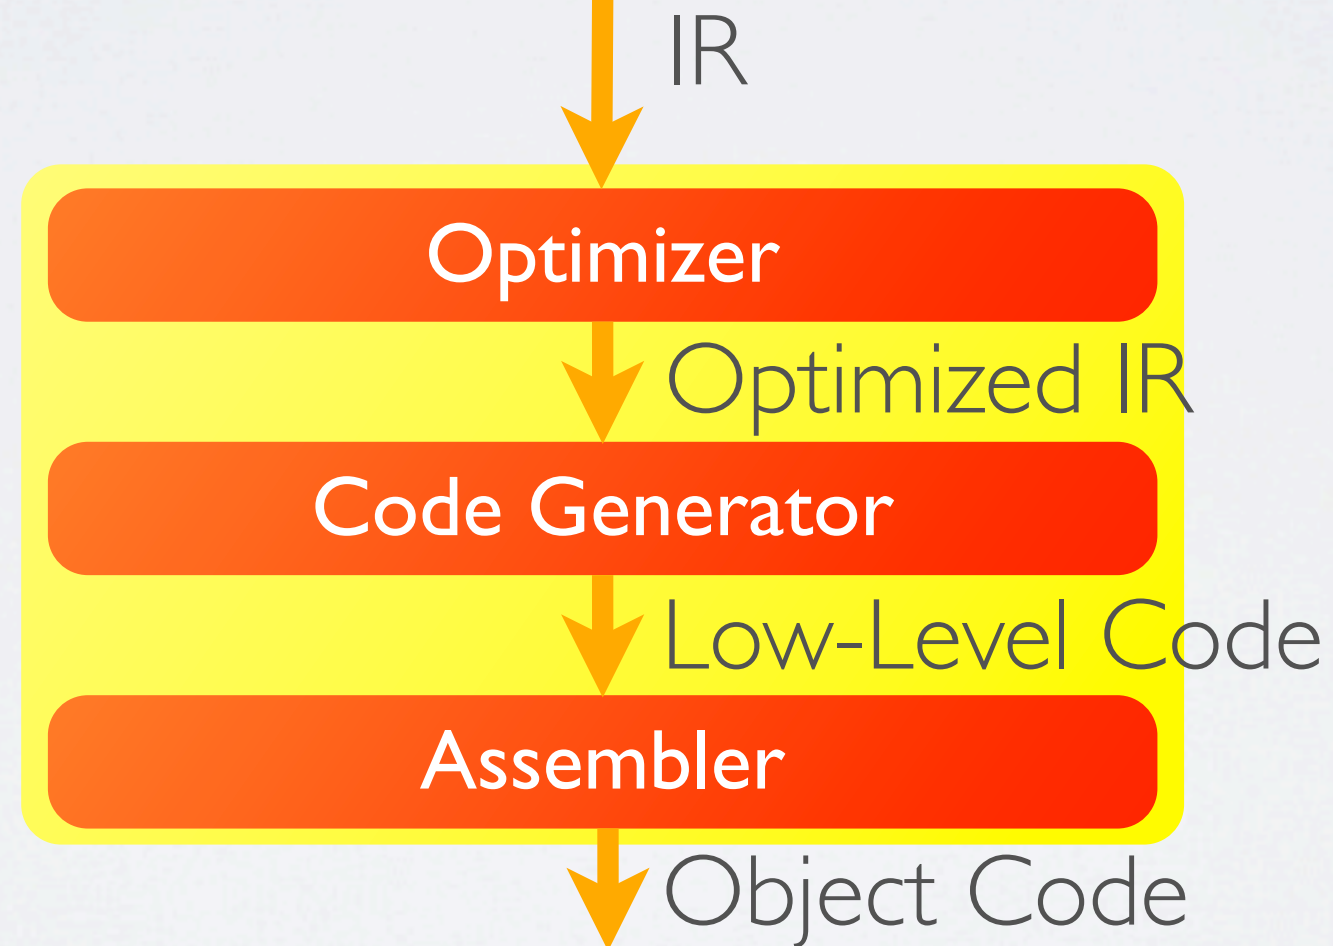 IR
Optimizer
Optimized IR
Code Generator
Low-Level Code
Assembler
Object Code